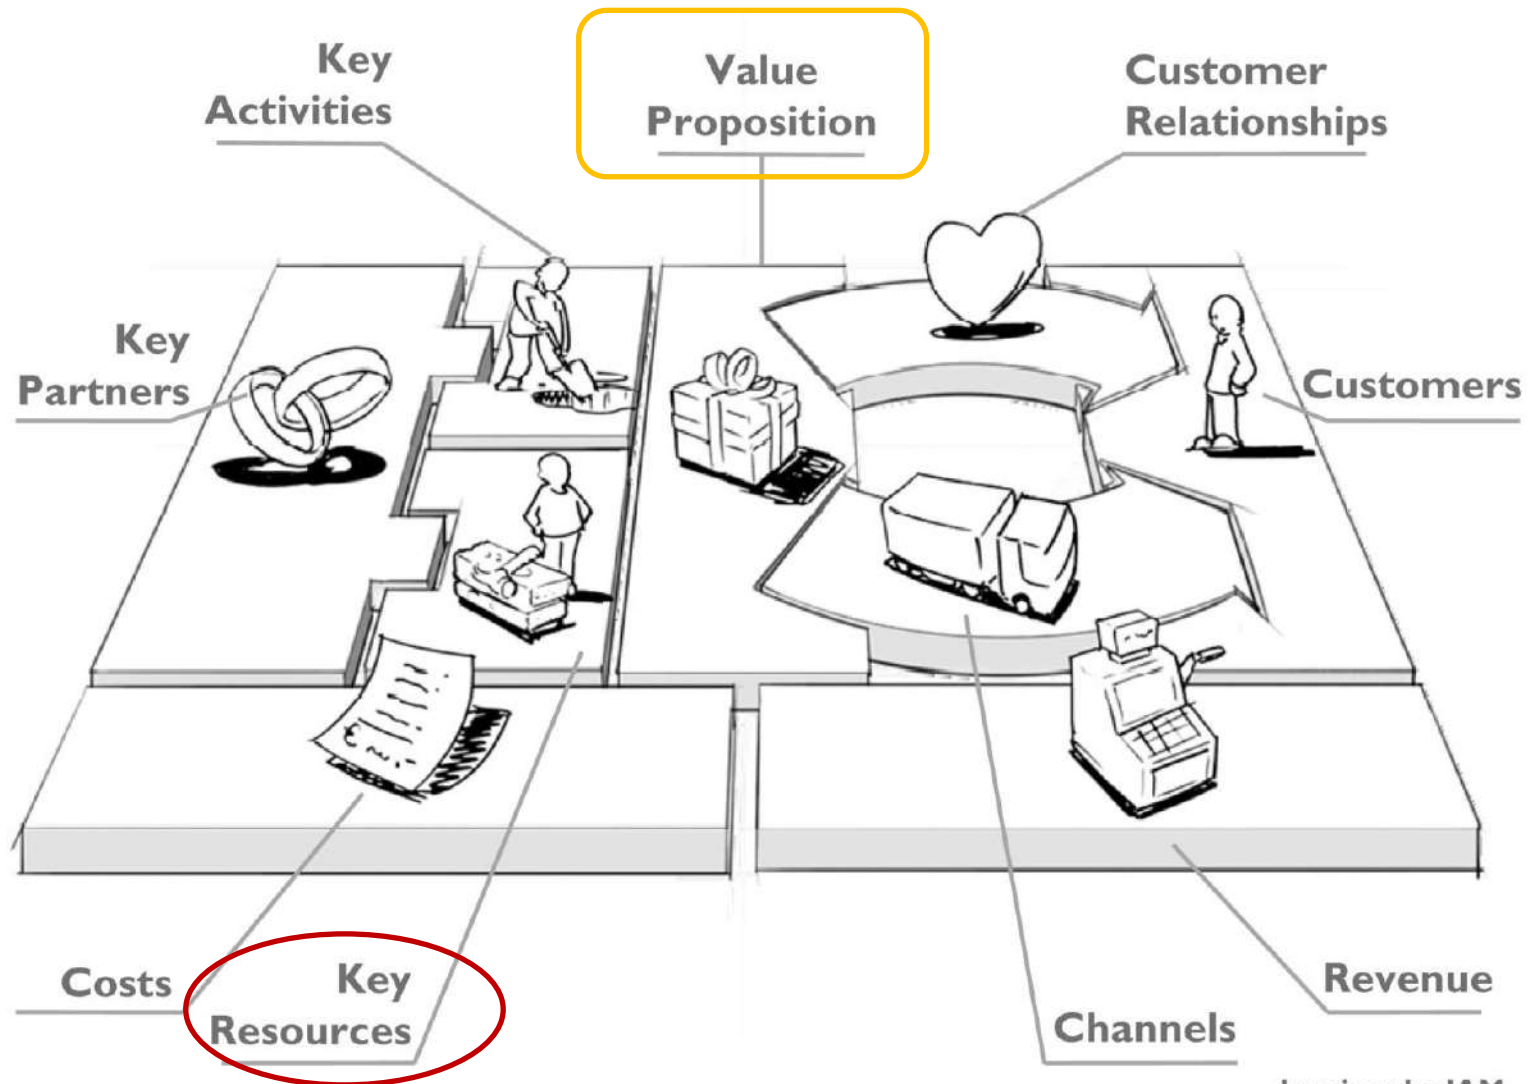 Key
Activities
Value
Proposition
Customer
Relationships
Key
Partners
Customers
€
Costs
Key
Resources
Channels
Revenue